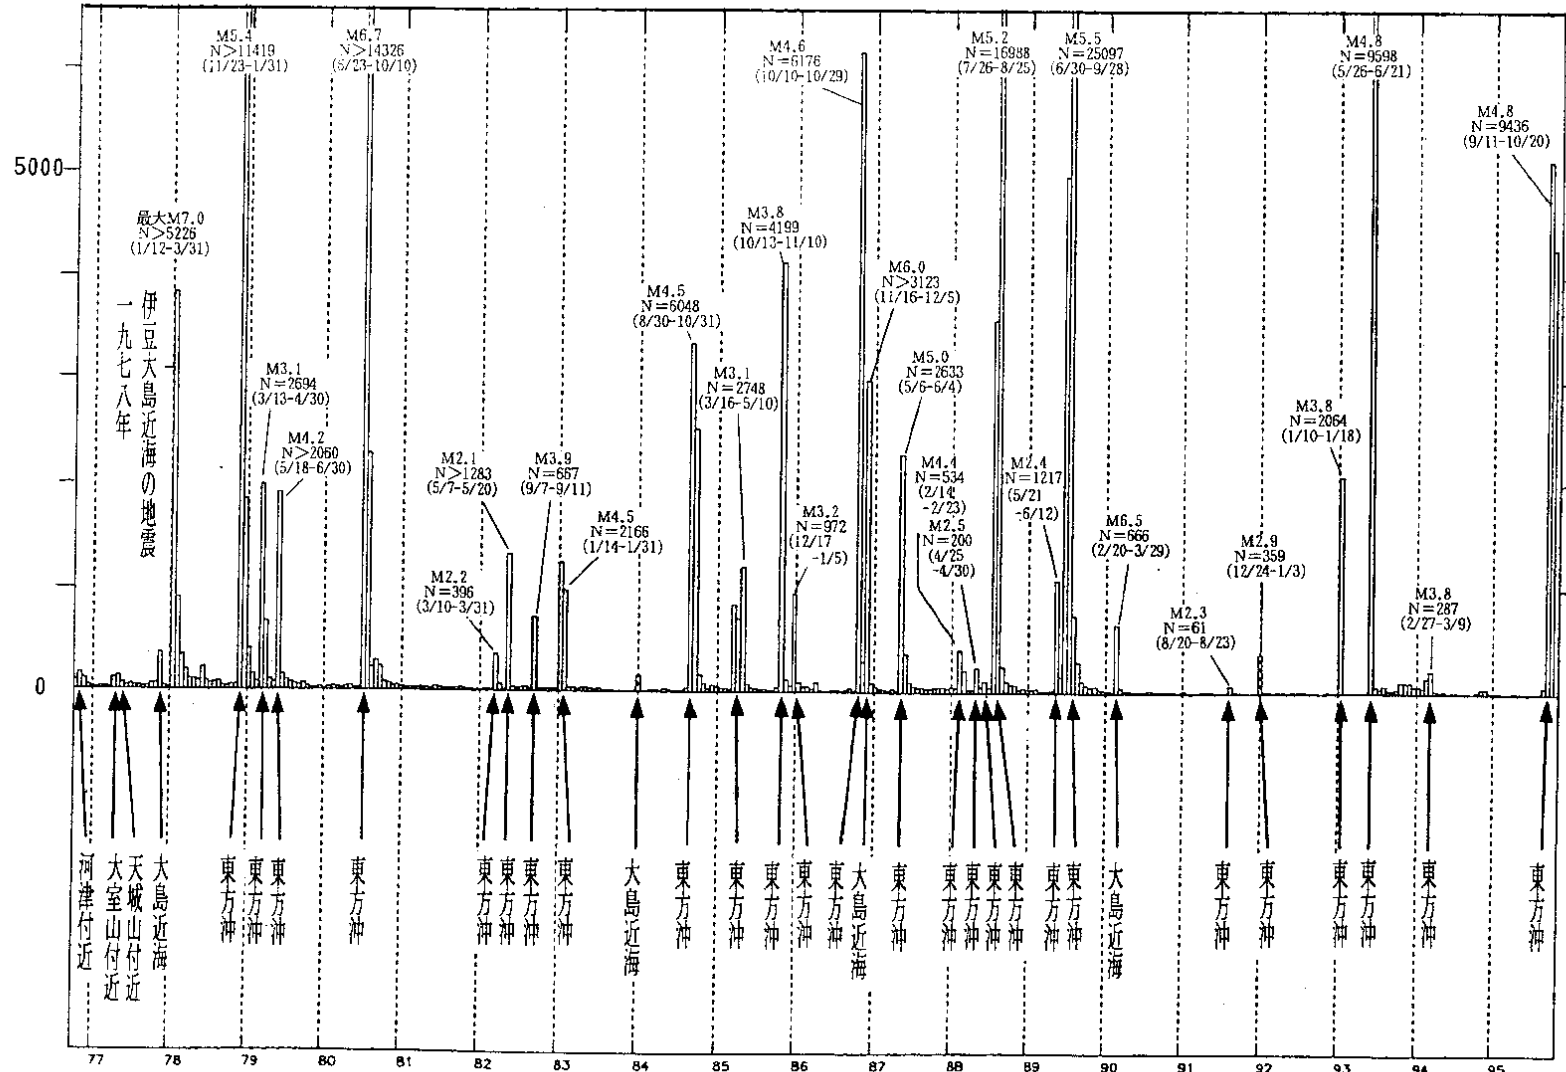 M5.4
N>11419
(11/23-1/31)
M6.7
N>14326
(6/23-10/10)
M4.6
N=6176
(10/10-10/29)
M5.2
N=16988
(7/26-8/25)
M5.5
N=25097
(6/30-9/28)
M4.8
N=9598
(5/26-6/21)
M4.8
N=9436
(9/11-10/20)
5000
最大M7.0
N>5226
(1/12-3/31)
一九七八年
伊豆大島近海の地震
M3.1
N=2694
(3/13-4/30)
M4.2
N>2060
(5/18-6/30)
M2.2
N=396
(3/10-3/31)
M2.1
N>1283
(5/7-5/20)
M3.9
N=667
(9/7-9/11)
M4.5
N=2166
(1/14-1/31)
M4.5
N=6048
(8/30-10/31)
M3.1
N=2748
(3/16-5/10)
M3.8
N=4199
(10/13-11/10)
M3.2
N=972
(12/17
-1/5)
M6.0
N>3123
(11/16-12/5)
M5.0
N=2633
(5/6-6/4)
M4.4
N=534
(2/14
-2/23)
M2.5
N=200
(4/25
-4/30)
M2.4
N=1217
(5/21
-6/12)
M6.5
N=666
(2/20-3/29)
M2.3
N=61
(8/20-8/23)
M2.9
N=359
(12/24-1/3)
M3.8
N=2064
(1/10-1/18)
M3.8
N=287
(2/27-3/9)
0
河津付近
大室山付近
天城山付近
大島近海
東方沖
東方沖
東方沖
東方沖
東方沖
東方沖
東方沖
東方沖
大島近海
東方沖
東方沖
東方沖
東方沖
東方沖
大島近海
東方沖
東方沖
東方沖
東方沖
東方沖
東方沖
東方沖
大島近海
東方沖
東方沖
東方沖
東方沖
東方沖
東方沖
77 78 79 80 81 82 83 84 85 86 87 88 89 90 91 92 93 94 95